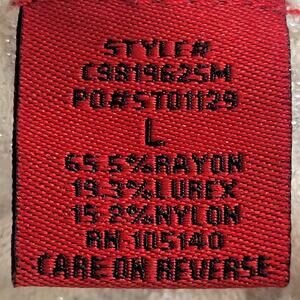 STYLE#
C9819625M
PO#ST01129
L
65.5%RAYON
19.3%LUREX
15.2%NYLON
RN 105140
CARE ON REVERSE